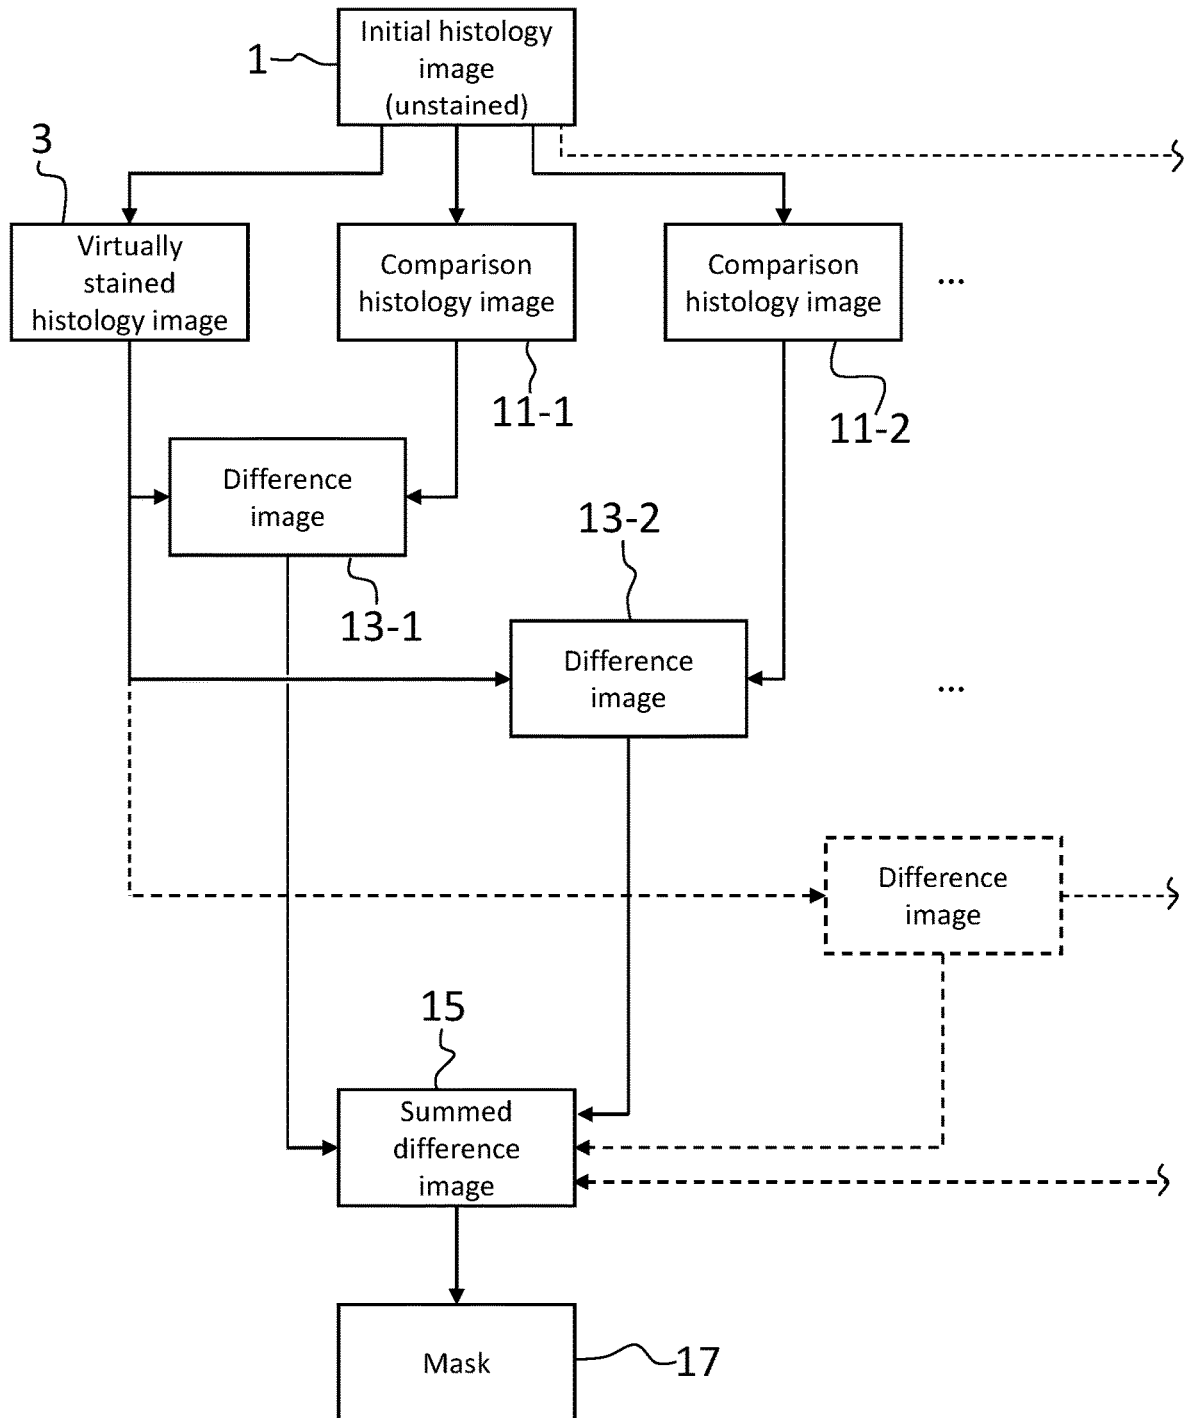 Initial histology
image
(unstained)
1
3
Virtually
stained
histology image
Comparison
histology image
Comparison
histology image
...
11-1
11-2
Difference
image
13-1
13-2
Difference
image
...
Difference
image
15
Summed
difference
image
Mask
17